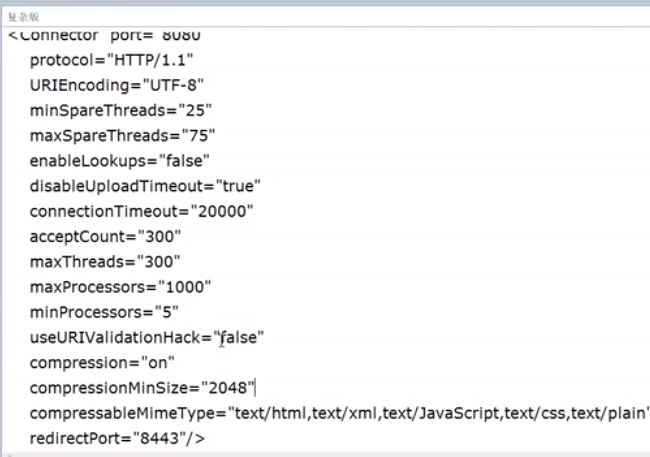 复杂版
<Connector port="8080"
protocol="HTTP/1.1"
URIEncoding="UTF-8"
minSpareThreads="25"
maxSpareThreads="75"
enableLookups="false"
disableUploadTimeout="true"
connectionTimeout="20000"
acceptCount="300"
maxThreads="300"
maxProcessors="1000"
minProcessors="5"
useURIValidationHack="false"
compression="on"
compressionMinSize="2048"
compressableMimeType="text/html,text/xml,text/JavaScript,text/css,text/plain"
redirectPort="8443"/>